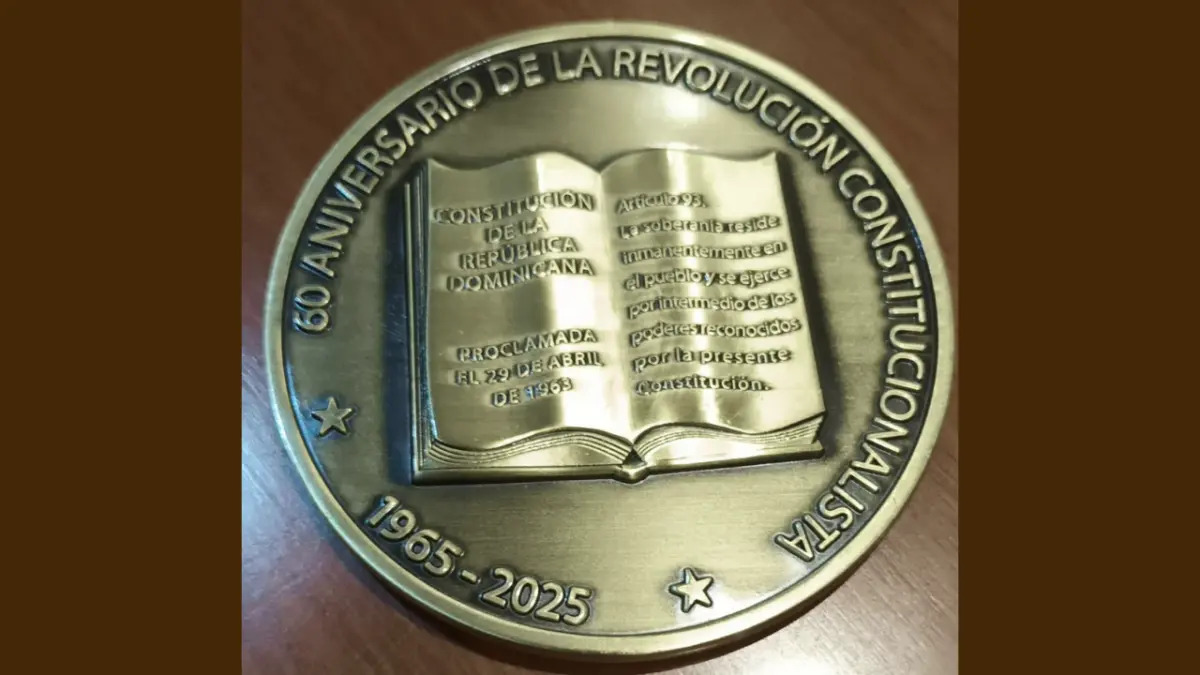 60 ANIVERSARIO DE LA REVOLUCIÓN CONSTITUCIONALISTA
CONSTITUCIÓN
DE LA
REPÚBLICA
DOMINICANA
PROCLAMADA
EL 29 DE ABRIL
DE 1963
Artículo 93.
La soberanía reside
inmanentemente en
el pueblo y se ejerce
por intermedio de los
poderes reconocidos
por la presente
Constitución.
1965 - 2025